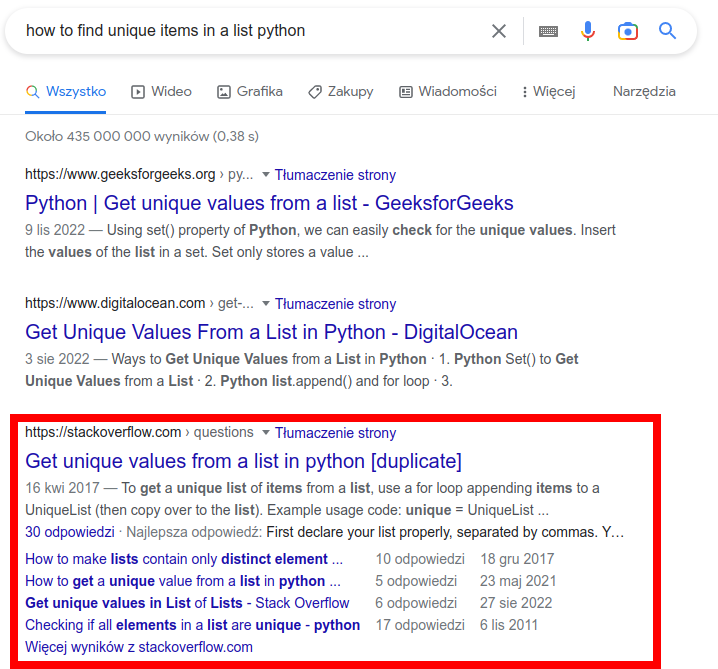 how to find unique items in a list python
Wszystko Wideo Grafika Zakupy Wiadomości Więcej Narzędzia
Około 435 000 000 wyników (0,38 s)
https://www.geeksforgeeks.org › py... Tłumaczenie strony
Python | Get unique values from a list - GeeksforGeeks
9 lis 2022 — Using set() property of Python, we can easily check for the unique values. Insert
the values of the list in a set. Set only stores a value ...
https://www.digitalocean.com › get-... Tłumaczenie strony
Get Unique Values From a List in Python - DigitalOcean
3 sie 2022 — Ways to Get Unique Values from a List in Python · 1. Python Set() to Get
Unique Values from a List · 2. Python list.append() and for loop · 3.
https://stackoverflow.com › questions Tłumaczenie strony
Get unique values from a list in python [duplicate]
16 kwi 2017 — To get a unique list of items from a list, use a for loop appending items to a
UniqueList (then copy over to the list). Example usage code: unique = UniqueList ...
30 odpowiedzi · Najlepsza odpowiedź: First declare your list properly, separated by commas. Y…
How to make lists contain only distinct element ... 10 odpowiedzi 18 gru 2017
How to get a unique value from a list in python ... 5 odpowiedzi 23 maj 2021
Get unique values in List of Lists - Stack Overflow 6 odpowiedzi 27 sie 2022
Checking if all elements in a list are unique - python 17 odpowiedzi 6 lis 2011
Więcej wyników z stackoverflow.com